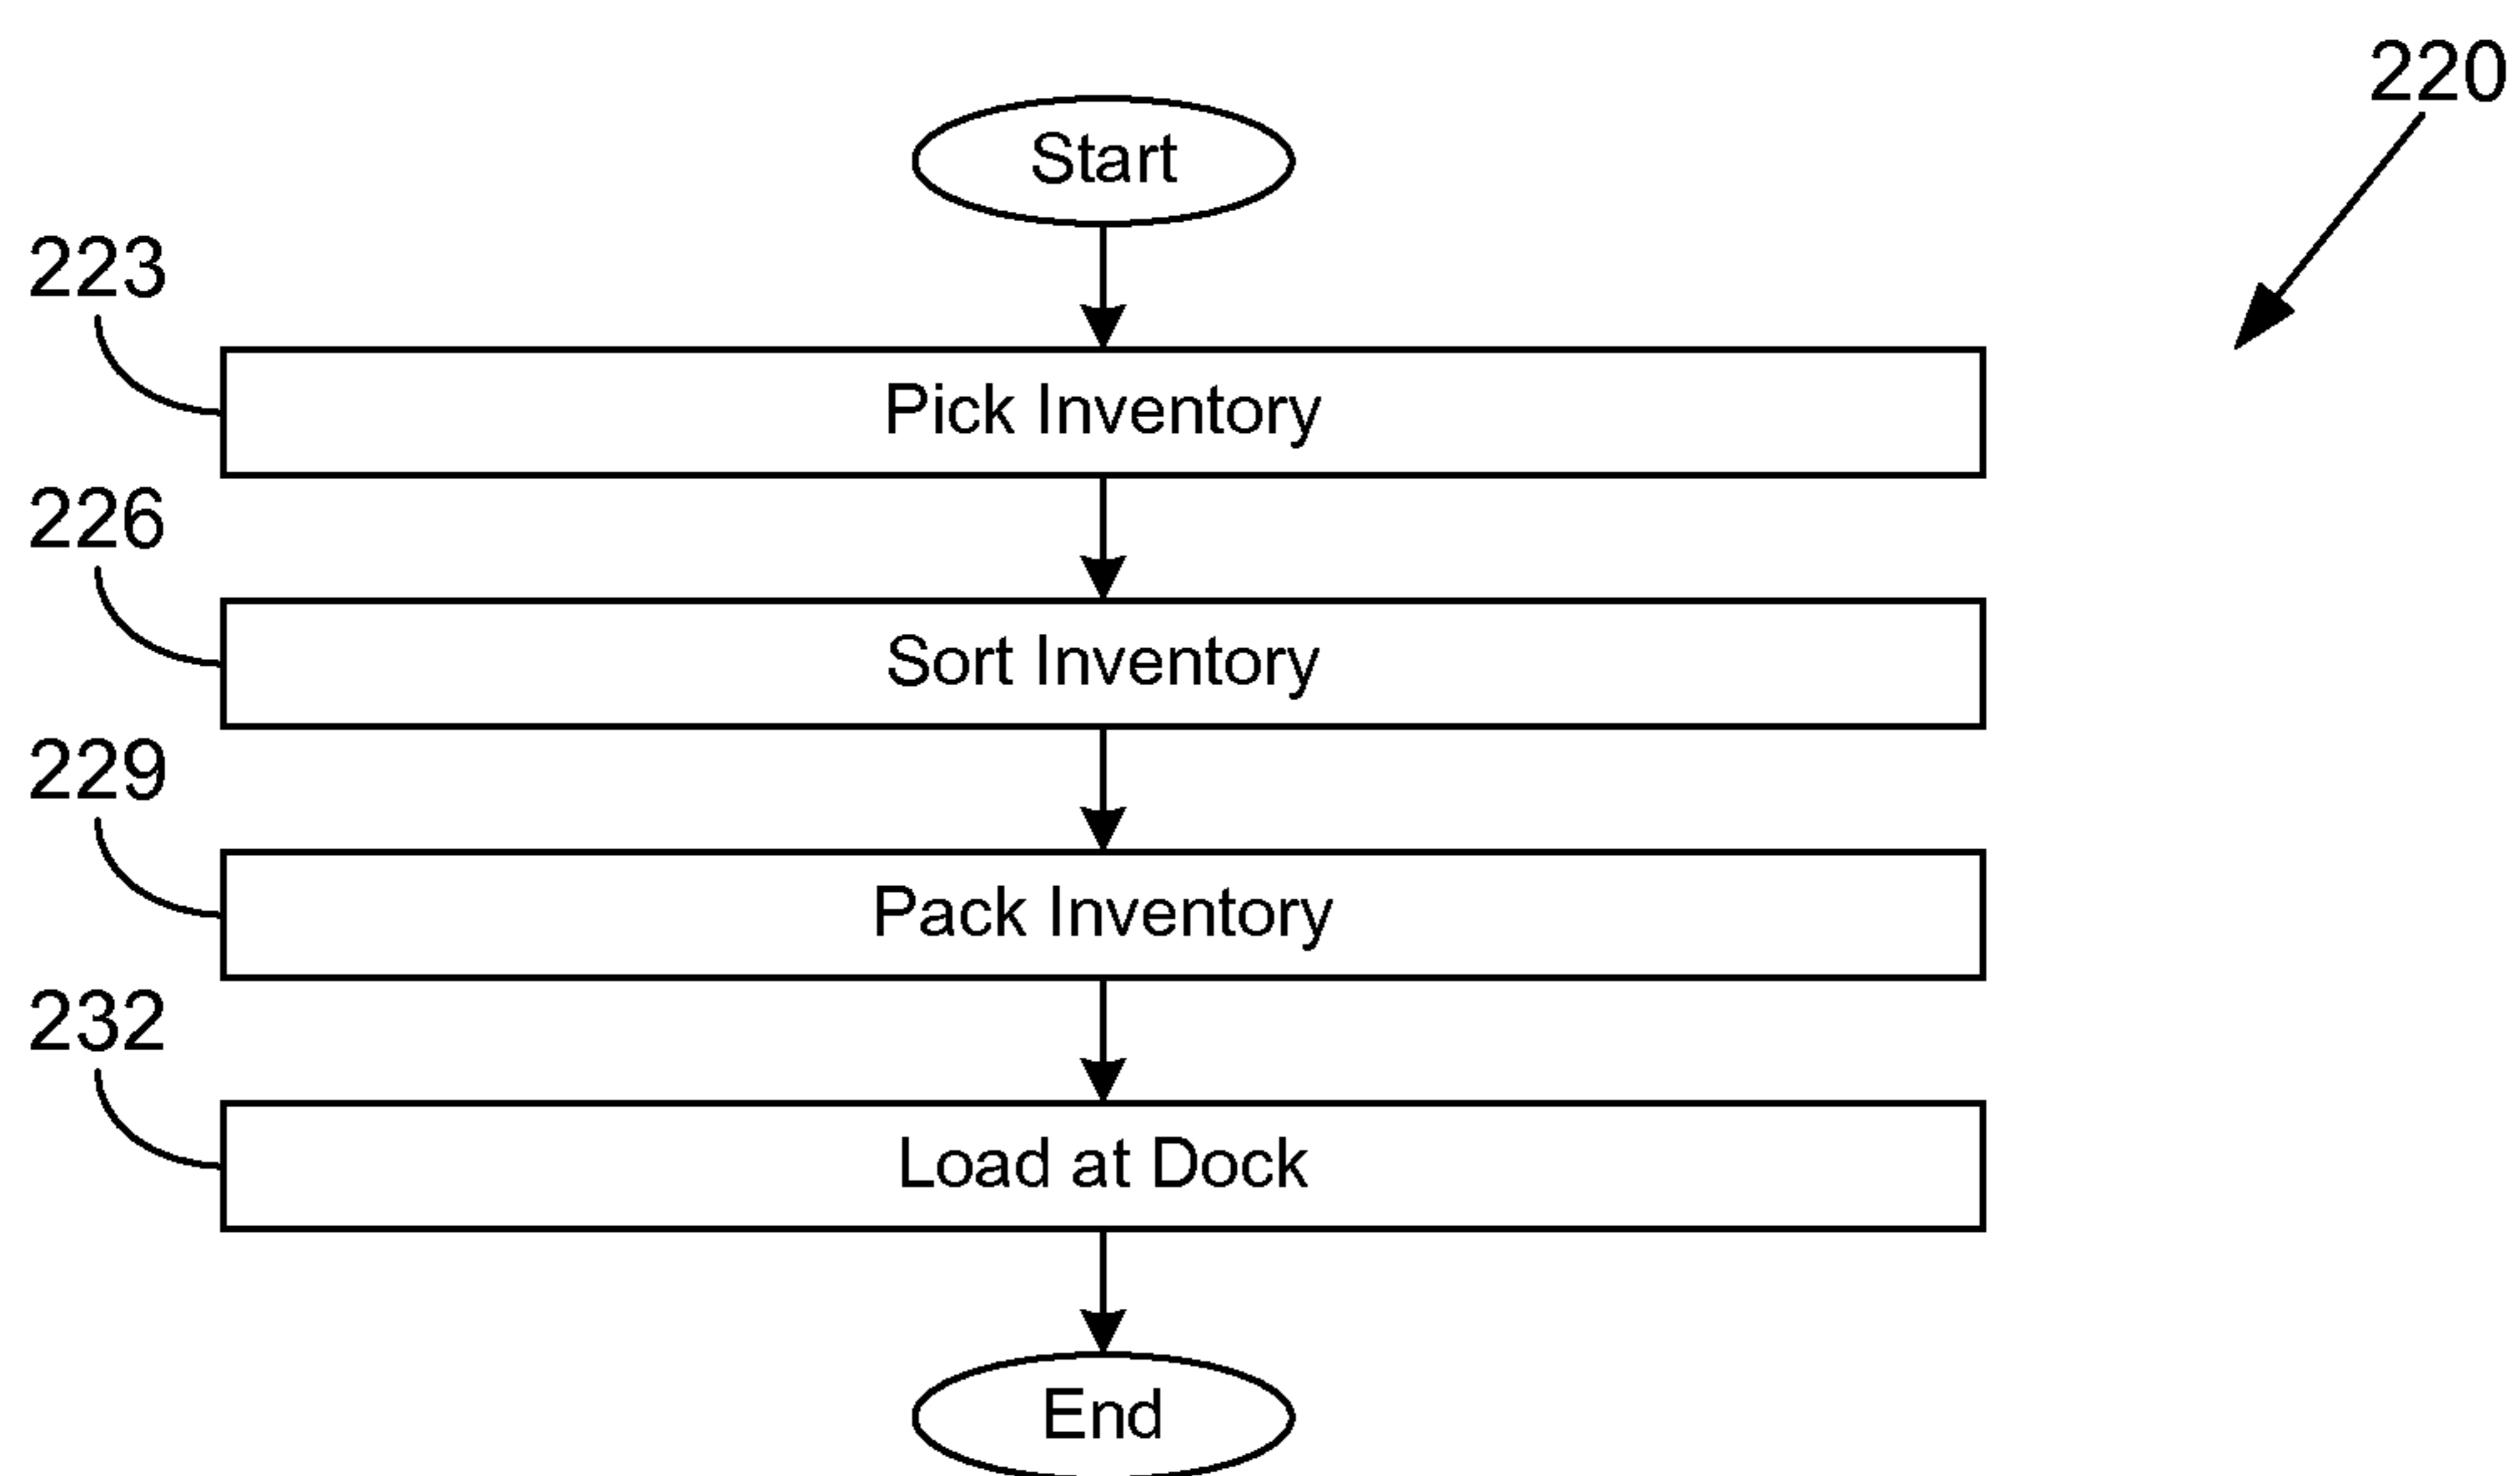 220
Start
223
Pick Inventory
226
Sort Inventory
229
Pack Inventory
232
Load at Dock
End